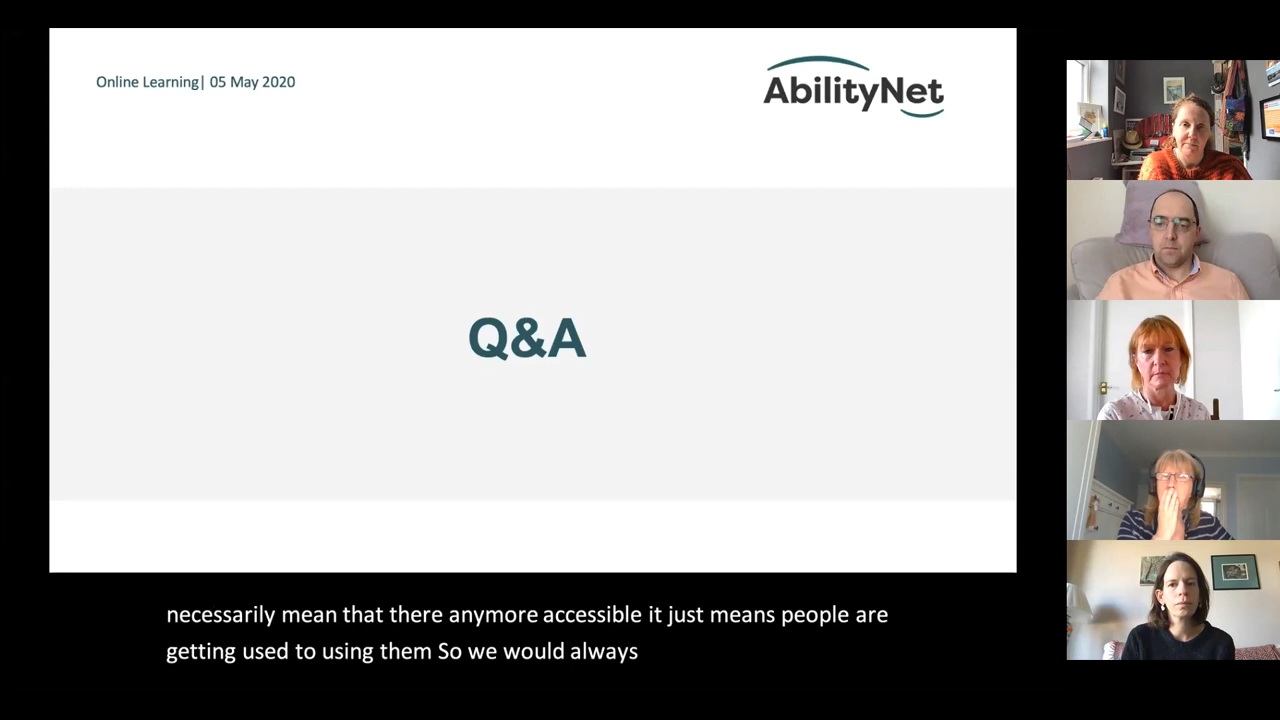 Online Learning| 05 May 2020
AbilityNet
Q&A
necessarily mean that there anymore accessible it just means people are
getting used to using them So we would always